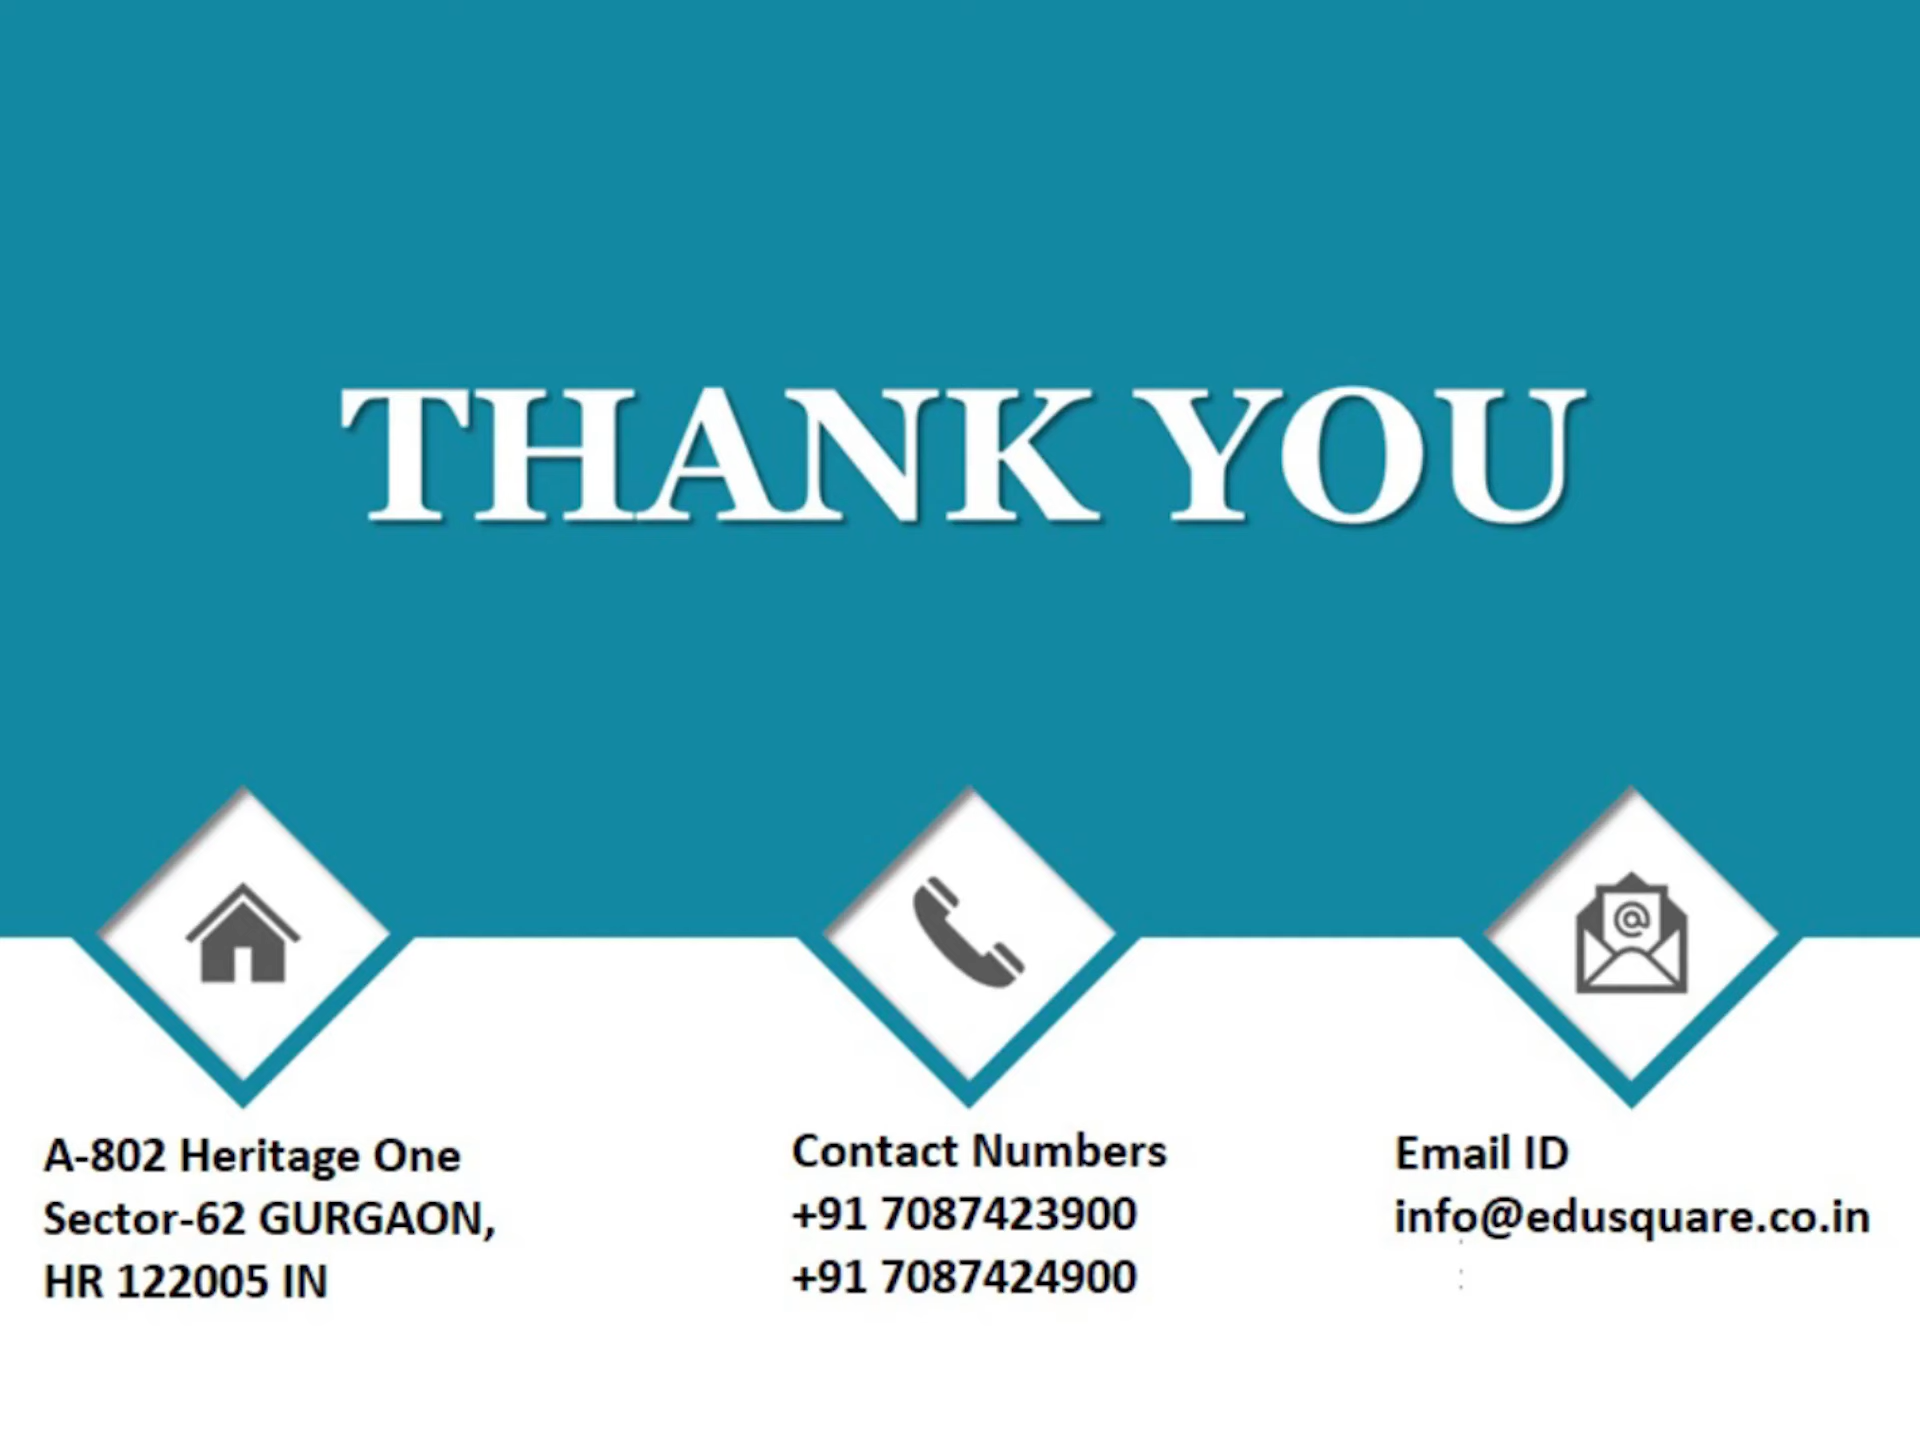 THANK YOU
A-802 Heritage One
Sector-62 GURGAON,
HR 122005 IN
Contact Numbers
+91 7087423900
+91 7087424900
Email ID
info@edusquare.co.in